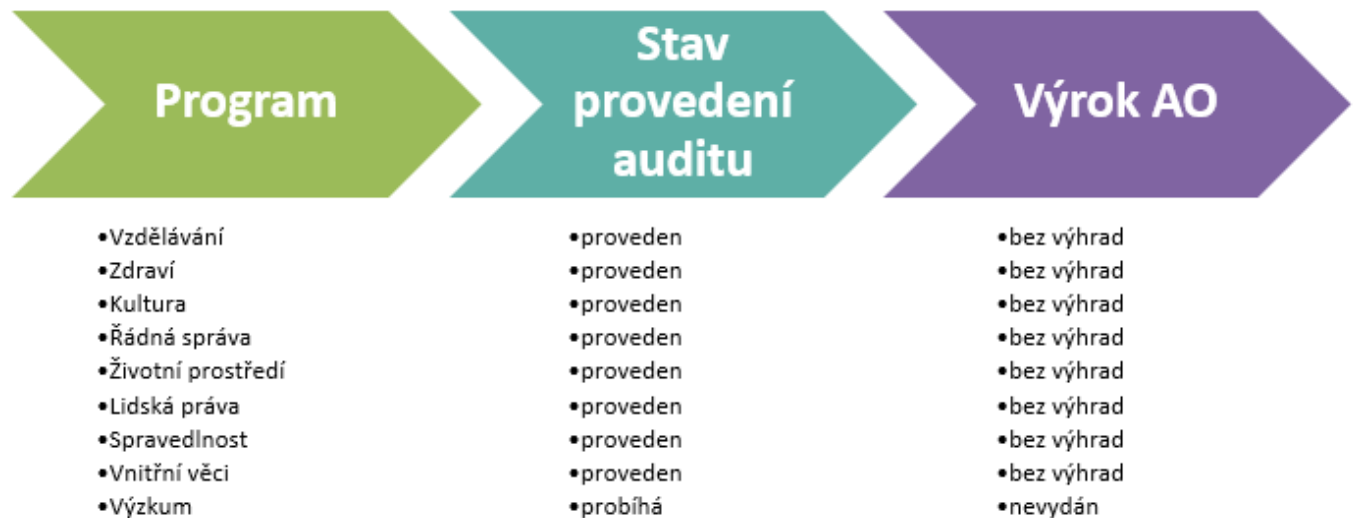 Program
Stav
provedení
auditu
Výrok AO
•Vzdělávání
•Zdraví
•Kultura
•Řádná správa
•Životní prostředí
•Lidská práva
•Spravedlnost
•Vnitřní věci
•Výzkum
•proveden
•proveden
•proveden
•proveden
•proveden
•proveden
•proveden
•proveden
•probíhá
•bez výhrad
•bez výhrad
•bez výhrad
•bez výhrad
•bez výhrad
•bez výhrad
•bez výhrad
•bez výhrad
•nevydán